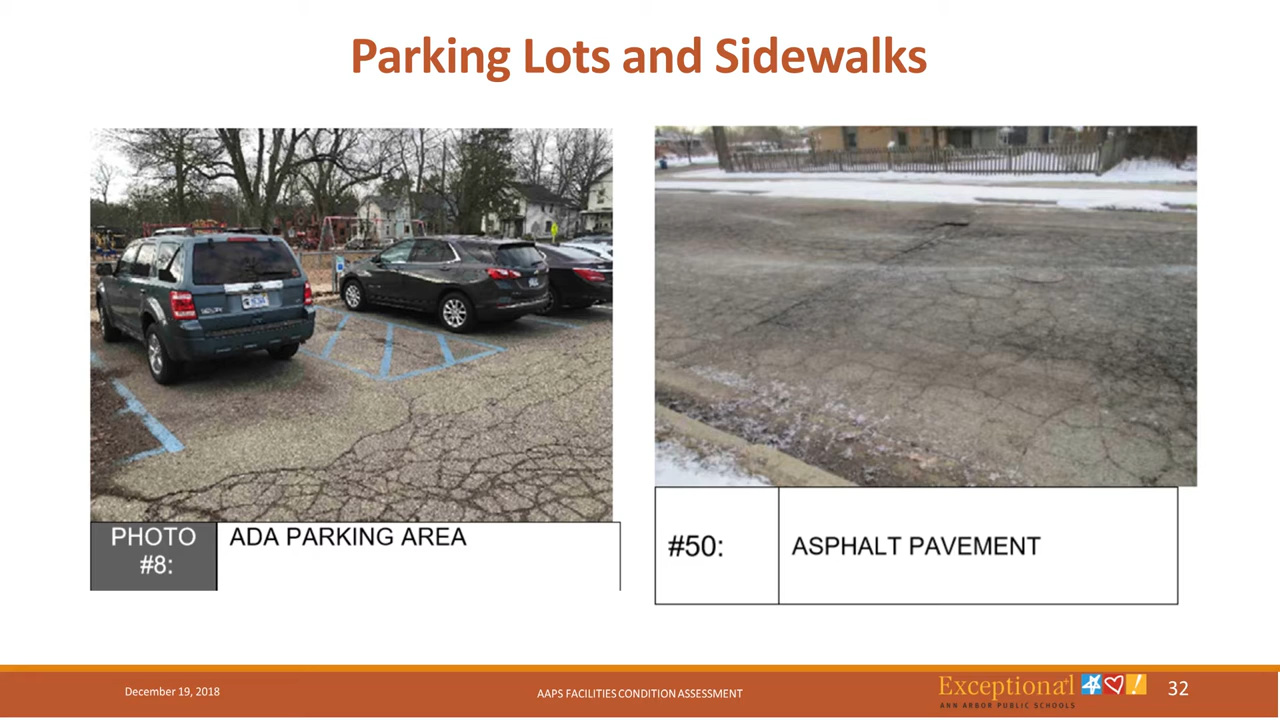 Parking Lots and Sidewalks
PHOTO
#8:
ADA PARKING AREA
#50:
ASPHALT PAVEMENT
December 19, 2018
AAPS FACILITIES CONDITION ASSESSMENT
Exceptional
ANN ARBOR PUBLIC SCHOOLS
32